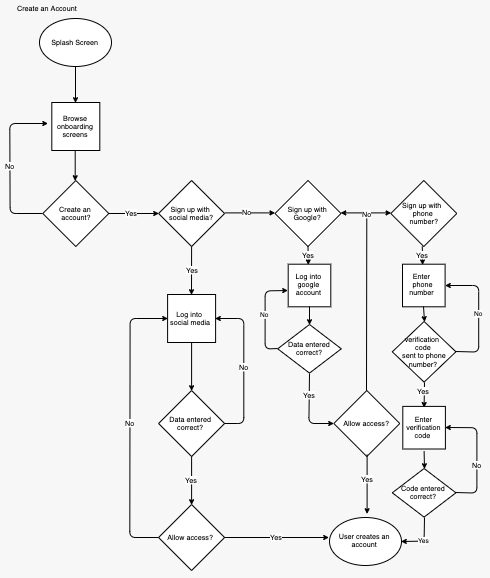 Create an Account
Splash Screen
Browse
onboarding
screens
No
Create an
account?
Yes
Sign up with
social media?
No
Sign up with
Google?
No
Sign up with
phone
number?
Yes
Log into
social media
No
No
Data entered
correct?
Yes
Allow access?
Yes
Yes
Log into
google
account
No
Data entered
correct?
Yes
Allow access?
Yes
Yes
Enter
phone
number
No
Verification
code
sent to phone
number?
Yes
Enter
verification
code
No
Code entered
correct?
Yes
User creates an
account